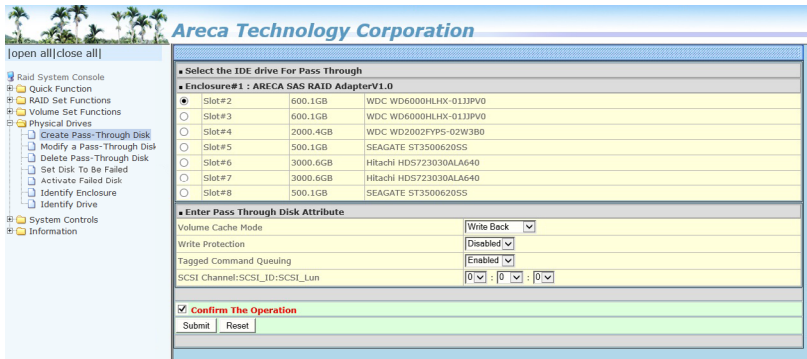 Areca Technology Corporation
|open all|close all|
Raid System Console
Quick Function
RAID Set Functions
Volume Set Functions
Physical Drives
Create Pass-Through Disk
Modify a Pass-Through Disk
Delete Pass-Through Disk
Set Disk To Be Failed
Activate Failed Disk
Identify Enclosure
Identify Drive
System Controls
Information
Select the IDE drive For Pass Through
Enclosure#1 : ARECA SAS RAID AdapterV1.0
Slot#2 600.1GB WDC WD6000HLHX-01JJPV0
Slot#3 600.1GB WDC WD6000HLHX-01JJPV0
Slot#4 2000.4GB WDC WD2002FYPS-02W3B0
Slot#5 500.1GB SEAGATE ST3500620SS
Slot#6 3000.6GB Hitachi HDS723030ALA640
Slot#7 3000.6GB Hitachi HDS723030ALA640
Slot#8 500.1GB SEAGATE ST3500620SS
Enter Pass Through Disk Attribute
Volume Cache Mode Write Back
Write Protection Disabled
Tagged Command Queuing Enabled
SCSI Channel:SCSI_ID:SCSI_Lun 0 : 0 : 0
Confirm The Operation
Submit Reset